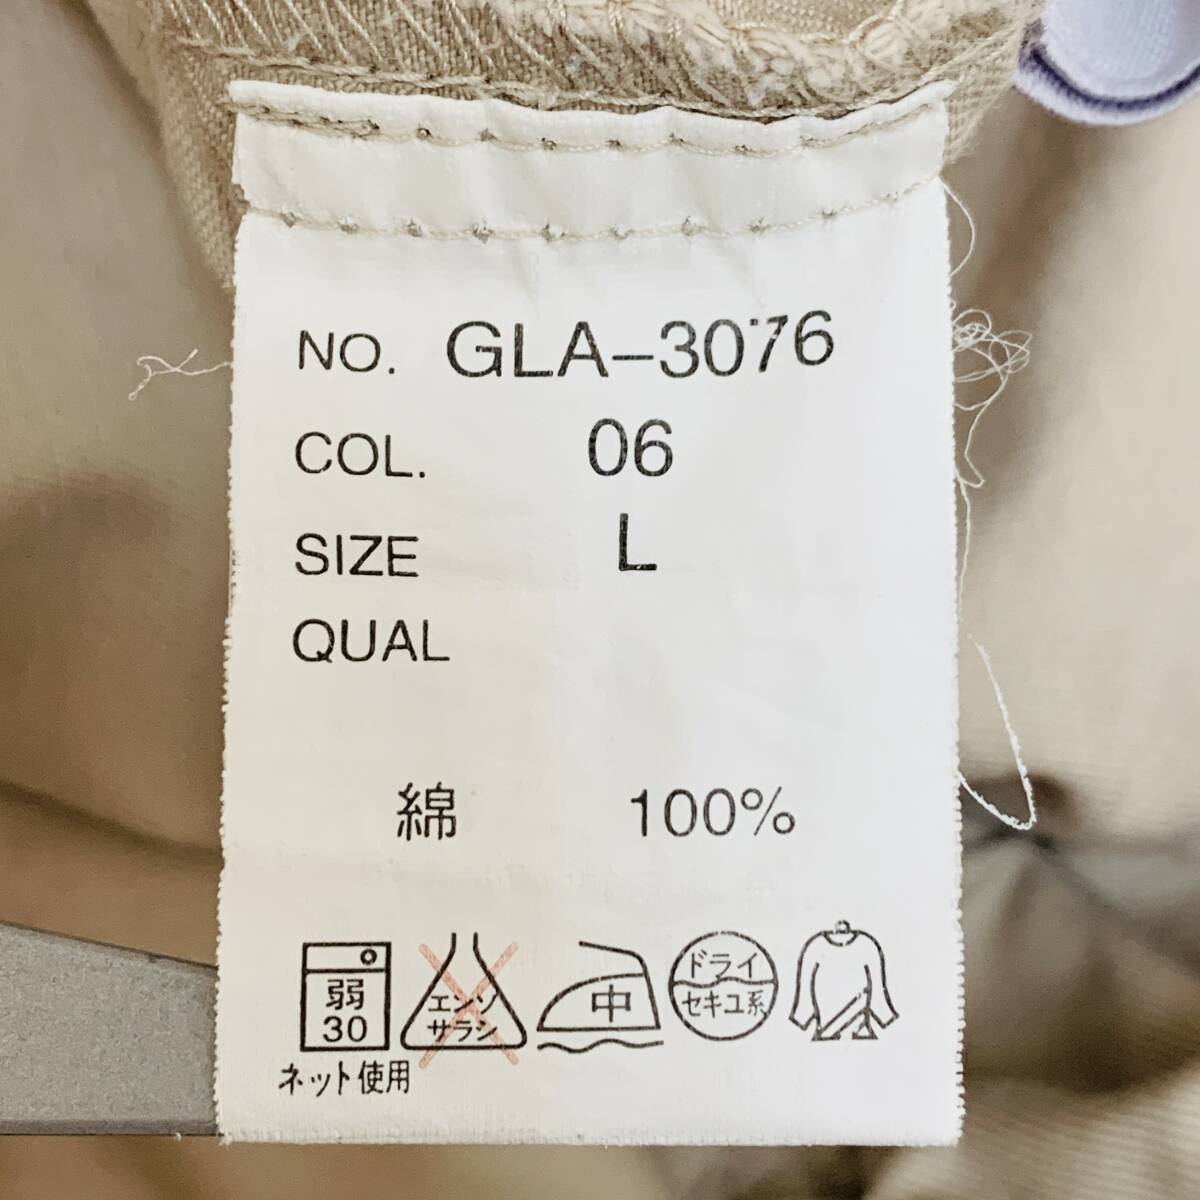 NO. GLA-3076
COL. 06
SIZE L
QUAL
綿 100%
弱
30
ネット使用
エンソ
サラシ
中
ドライ
セキユ系